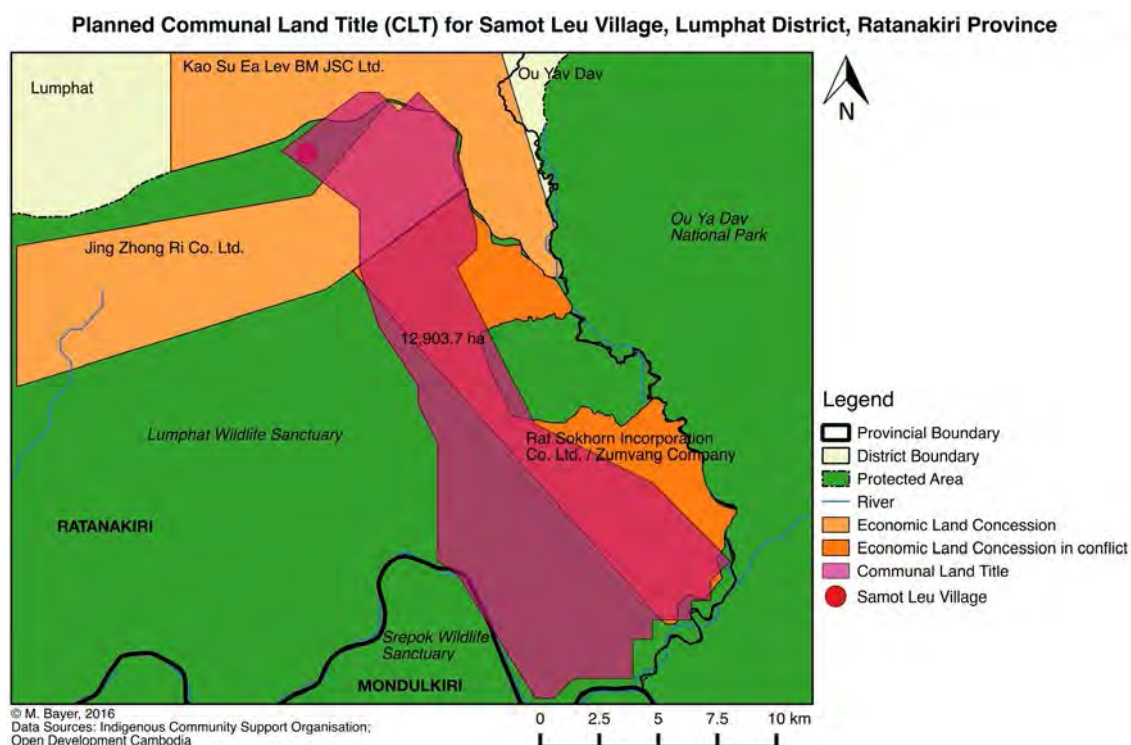 Planned Communal Land Title (CLT) for Samot Leu Village, Lumphat District, Ratanakiri Province
Kao Su Ea Lev BM JSC Ltd.
Ou Yav Dav
Lumphat
N
Ou Ya Dav
National Park
Jing Zhong Ri Co. Ltd.
12,903.7 ha
Lumphat Wildlife Sanctuary
Rat Sokhorn Incorporation
Co. Ltd. / Zumvang Company
RATANAKIRI
Srepok Wildlife
Sanctuary
MONDULKIRI
Legend
Provincial Boundary
District Boundary
Protected Area
River
Economic Land Concession
Economic Land Concession in conflict
Communal Land Title
Samot Leu Village
© M. Bayer, 2016
Data Sources: Indigenous Community Support Organisation;
Open Development Cambodia
0 2.5 5 7.5 10 km